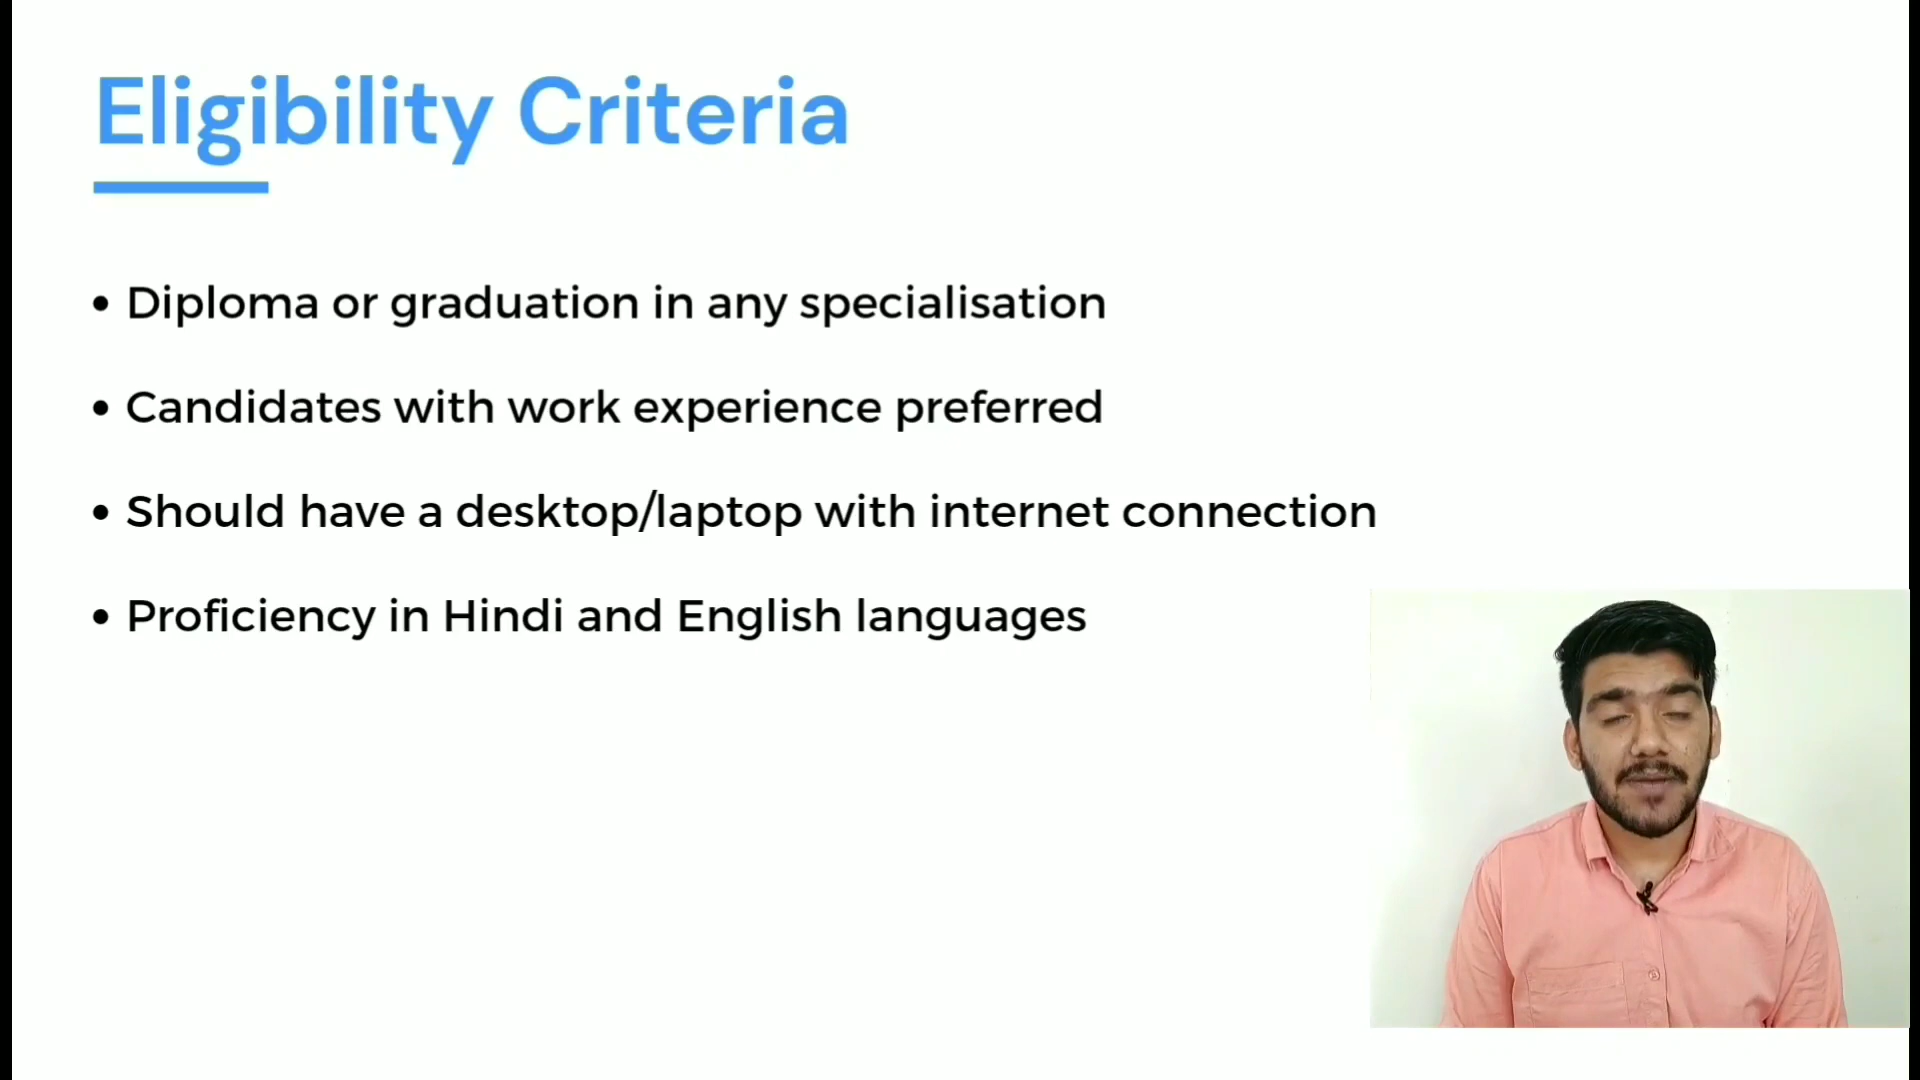 Eligibility Criteria
• Diploma or graduation in any specialisation
• Candidates with work experience preferred
• Should have a desktop/laptop with internet connection
• Proficiency in Hindi and English languages